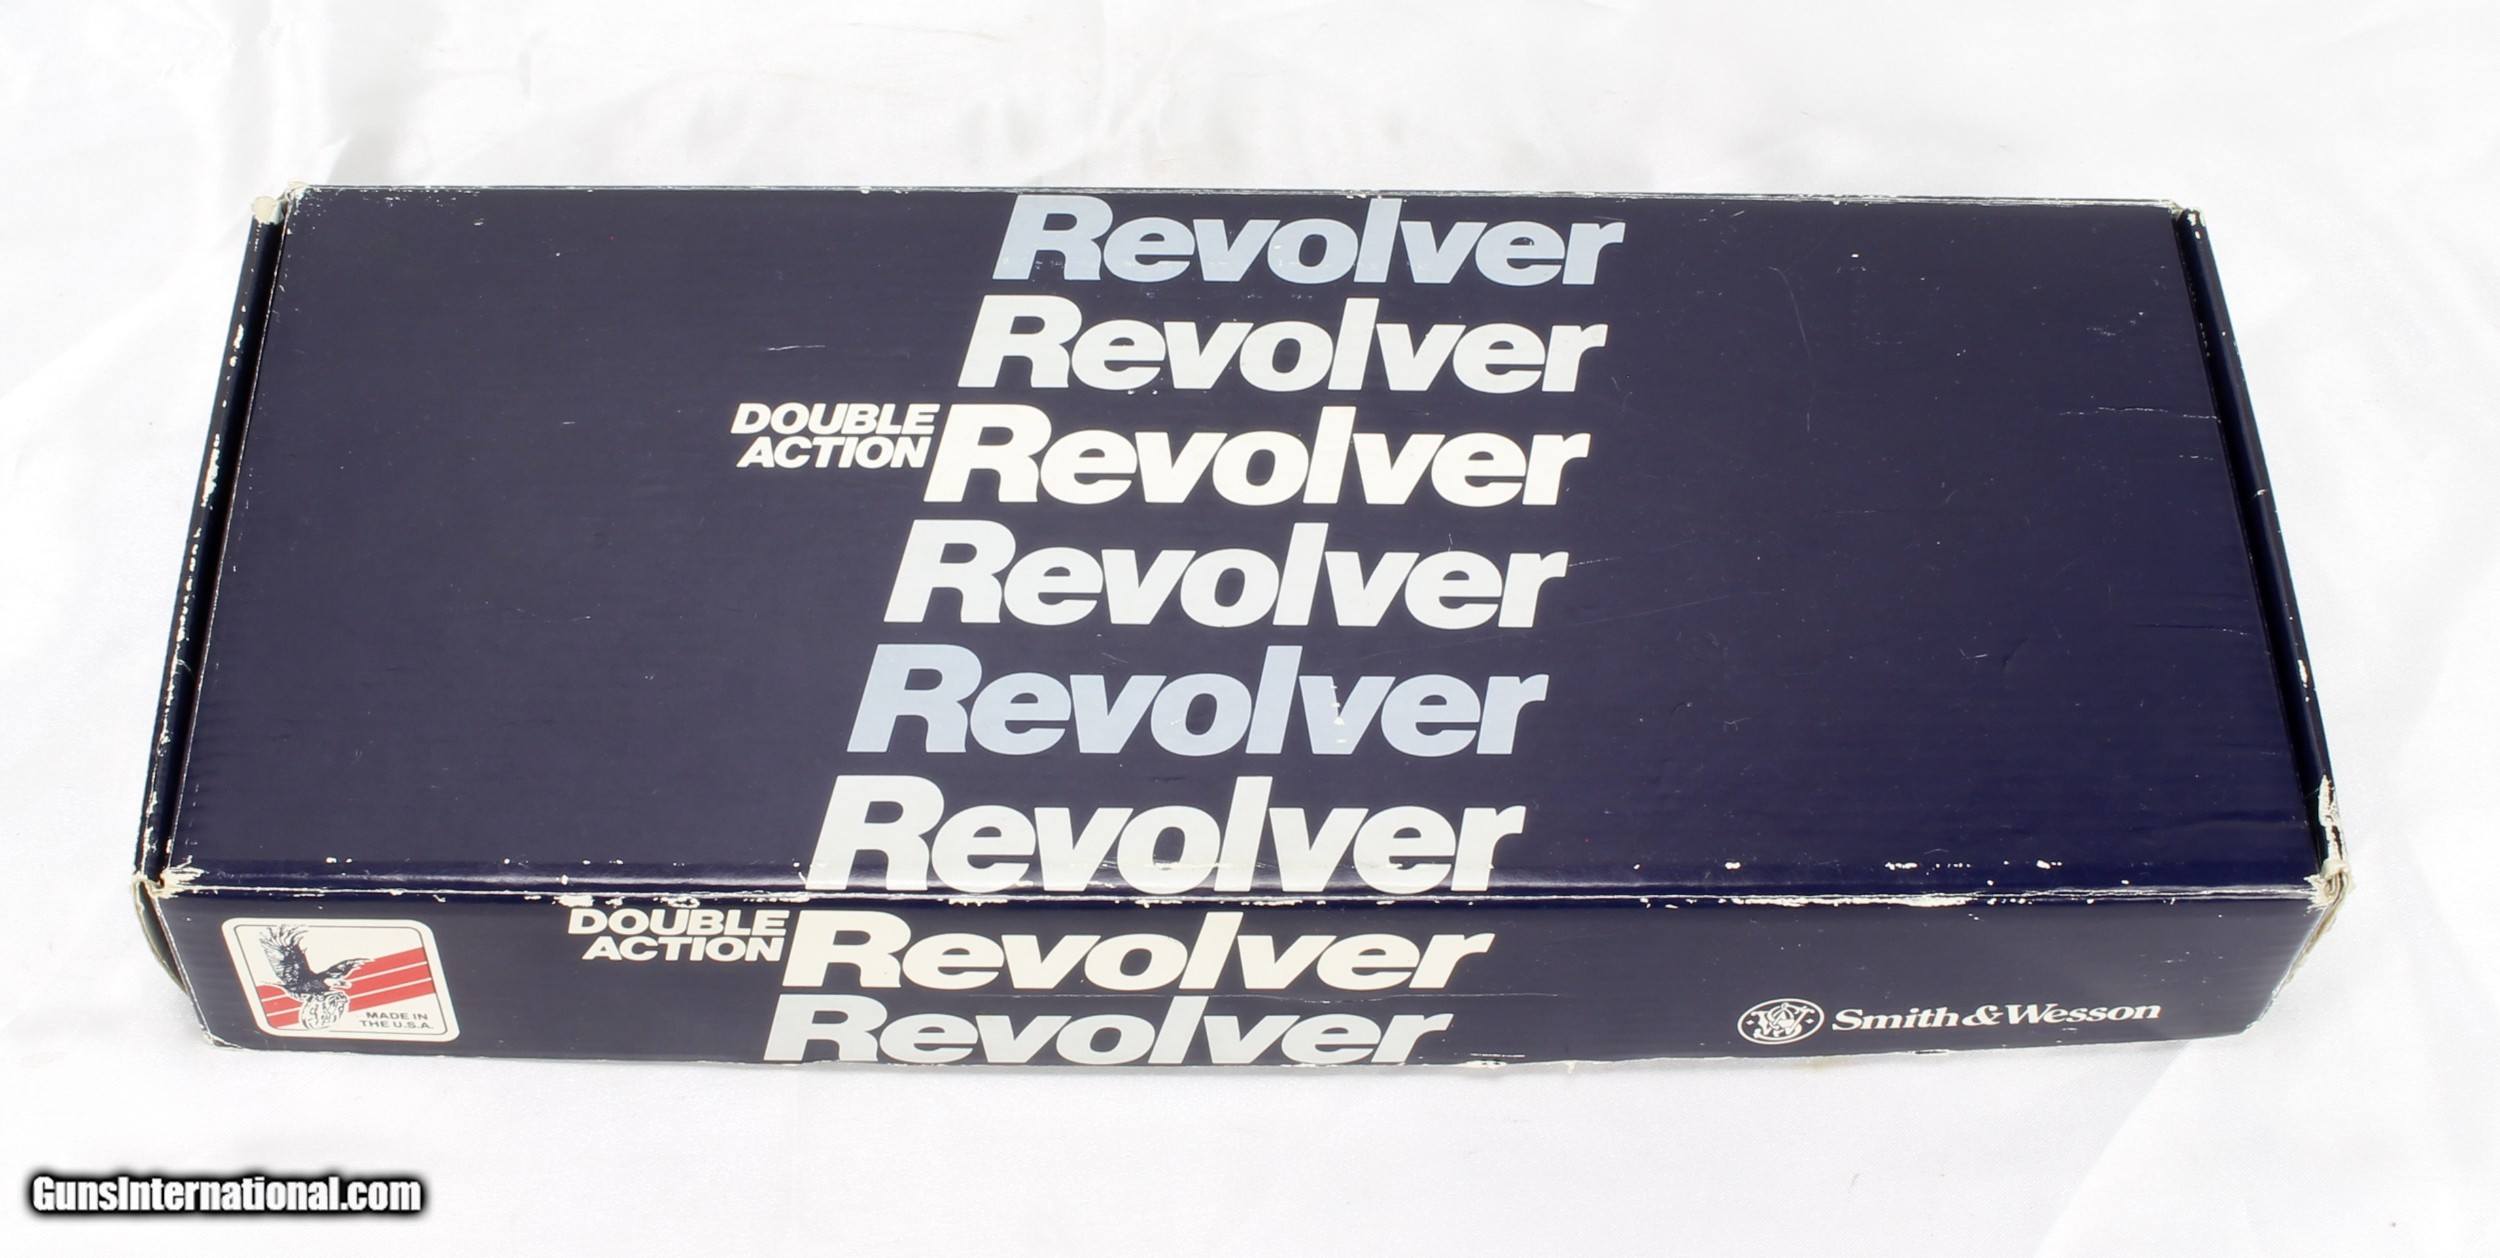 Revolver
Revolver
DOUBLE
ACTION Revolver
Revolver
Revolver
Revolver
DOUBLE
ACTION Revolver
Revolver
MADE IN
THE U.S.A.
Smith & Wesson
GunsInternational.com